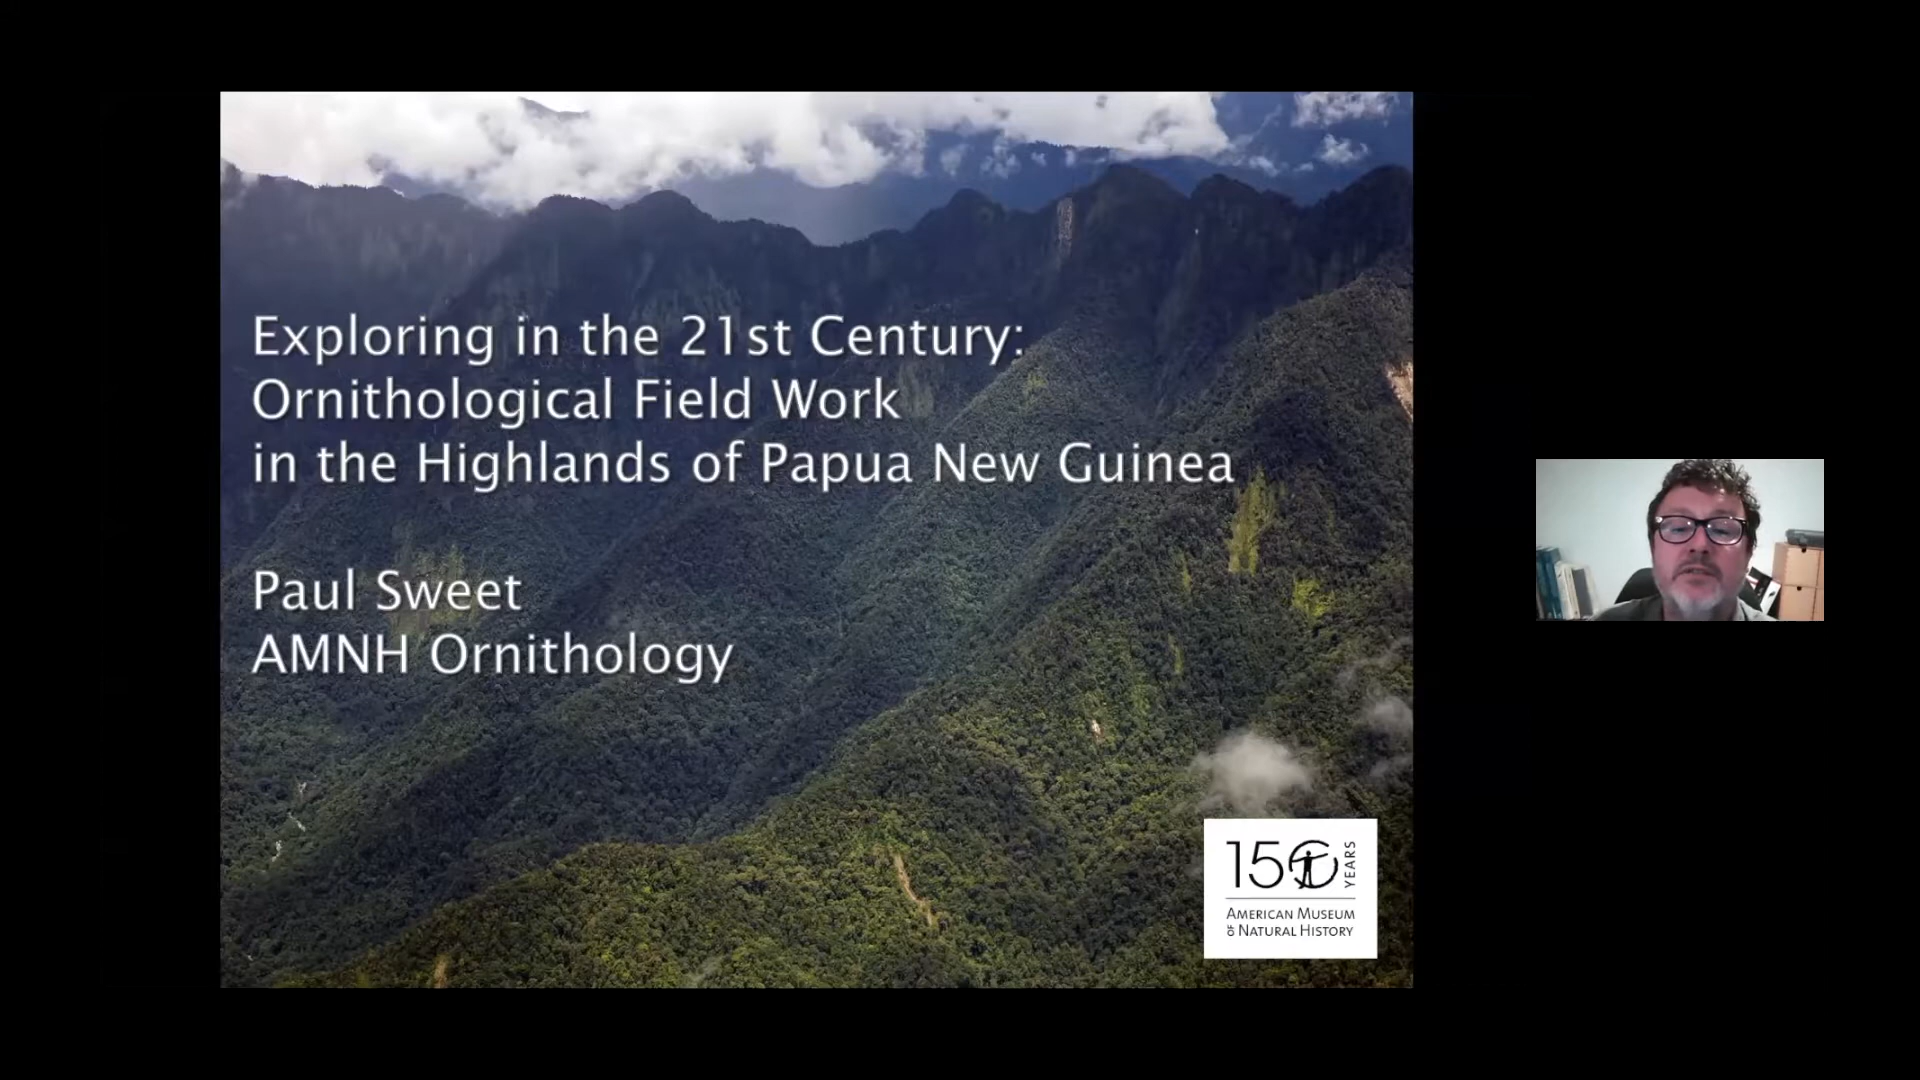 Exploring in the 21st Century:
Ornithological Field Work
in the Highlands of Papua New Guinea
Paul Sweet
AMNH Ornithology
150 YEARS
AMERICAN MUSEUM
OF NATURAL HISTORY